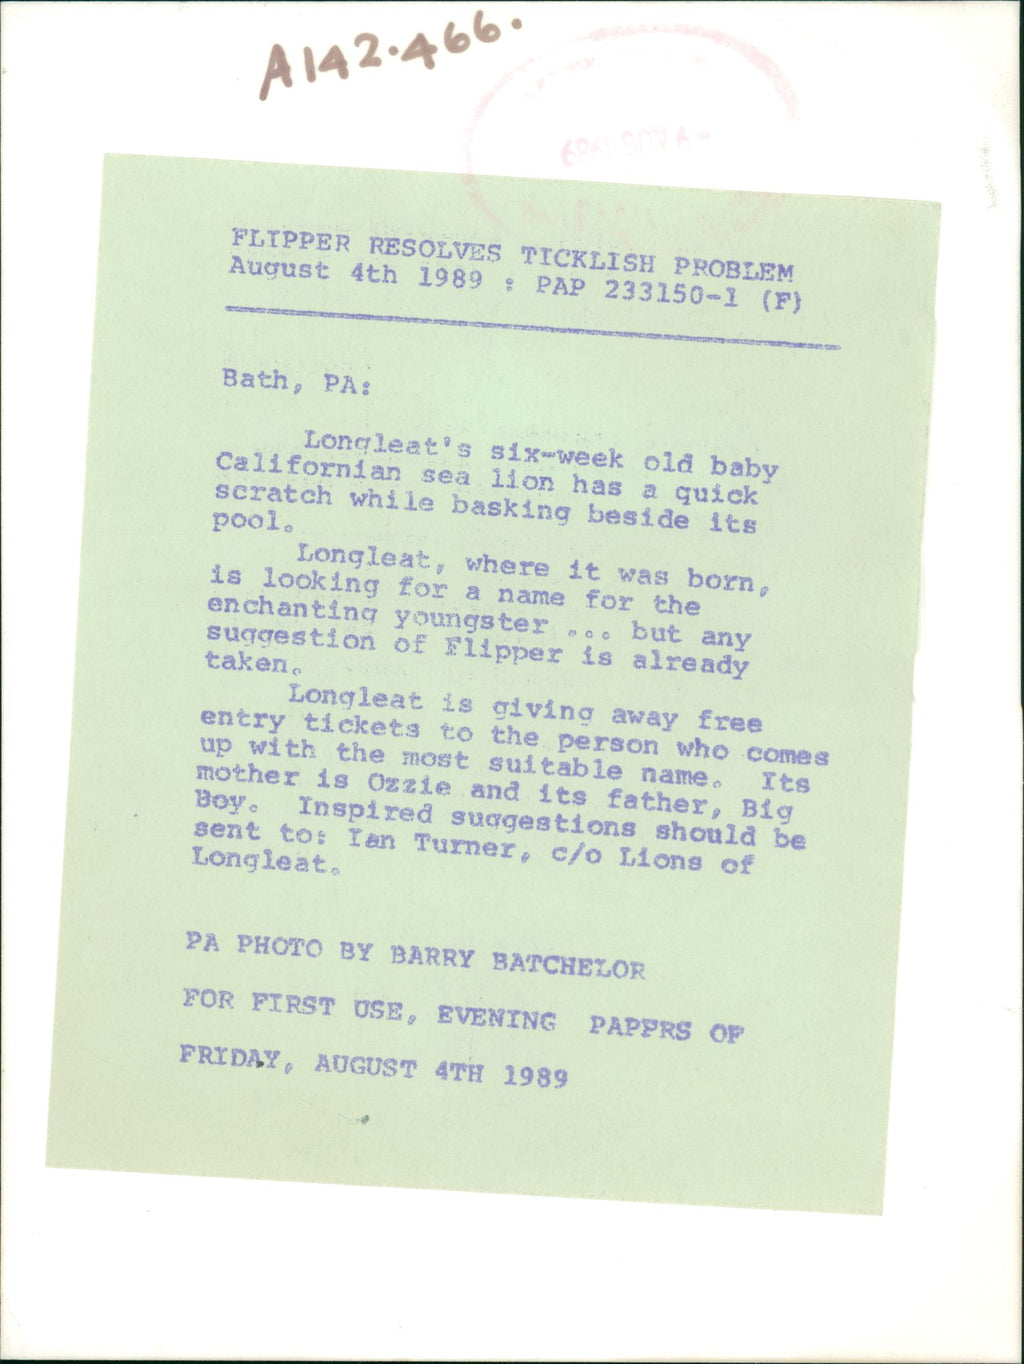 A142.466.
FLIPPER RESOLVES TICKLISH PROBLEM
August 4th 1989 : PAP 233150-1 (F)
Bath, PA:
Longleat's six-week old baby
Californian sea lion has a quick
scratch while basking beside its
pool.
Longleat, where it was born,
is looking for a name for the
enchanting youngster ... but any
suggestion of Flipper is already
taken.
Longleat is giving away free
entry tickets to the person who comes
up with the most suitable name. Its
mother is Ozzie and its father, Big
Boy. Inspired suggestions should be
sent to: Ian Turner, c/o Lions of
Longleat.
PA PHOTO BY BARRY BATCHELOR
FOR FIRST USE, EVENING PAPPRS OF
FRIDAY, AUGUST 4TH 1989